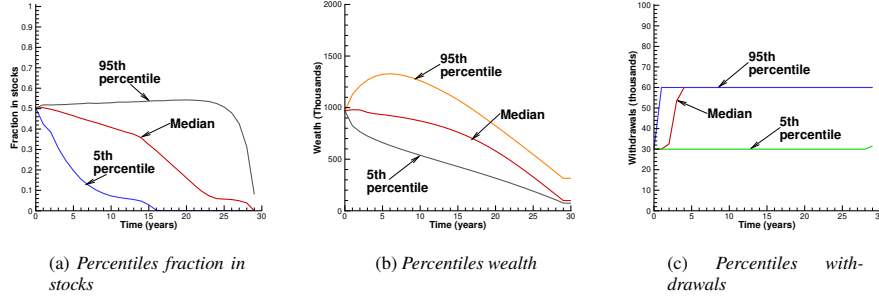 1
0.9
0.8
0.7
0.6
0.5
0.4
0.3
0.2
0.1
0
Fraction in stocks
95th
percentile
Median
5th
percentile
0 5 10 15 20 25 30
Time (years)
(a) Percentiles fraction in
stocks
2000
1500
1000
500
0
Weath (Thousands)
95th
percentile
Median
5th
percentile
0 10 20 30
Time (years)
(b) Percentiles wealth
100
90
80
70
60
50
40
30
20
10
0
Withdrawals (thousands)
95th
percentile
Median
5th
percentile
0 5 10 15 20 25 30
Time (years)
(c) Percentiles with-
drawals